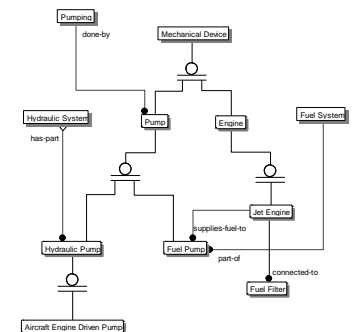 Pumping
done-by
Mechanical Device
Hydraulic System
Pump
Engine
Fuel System
has-part
Jet Engine
supplies-fuel-to
Hydraulic Pump
Fuel Pump
part-of
connected-to
Fuel Filter
Aircraft Engine Driven Pump